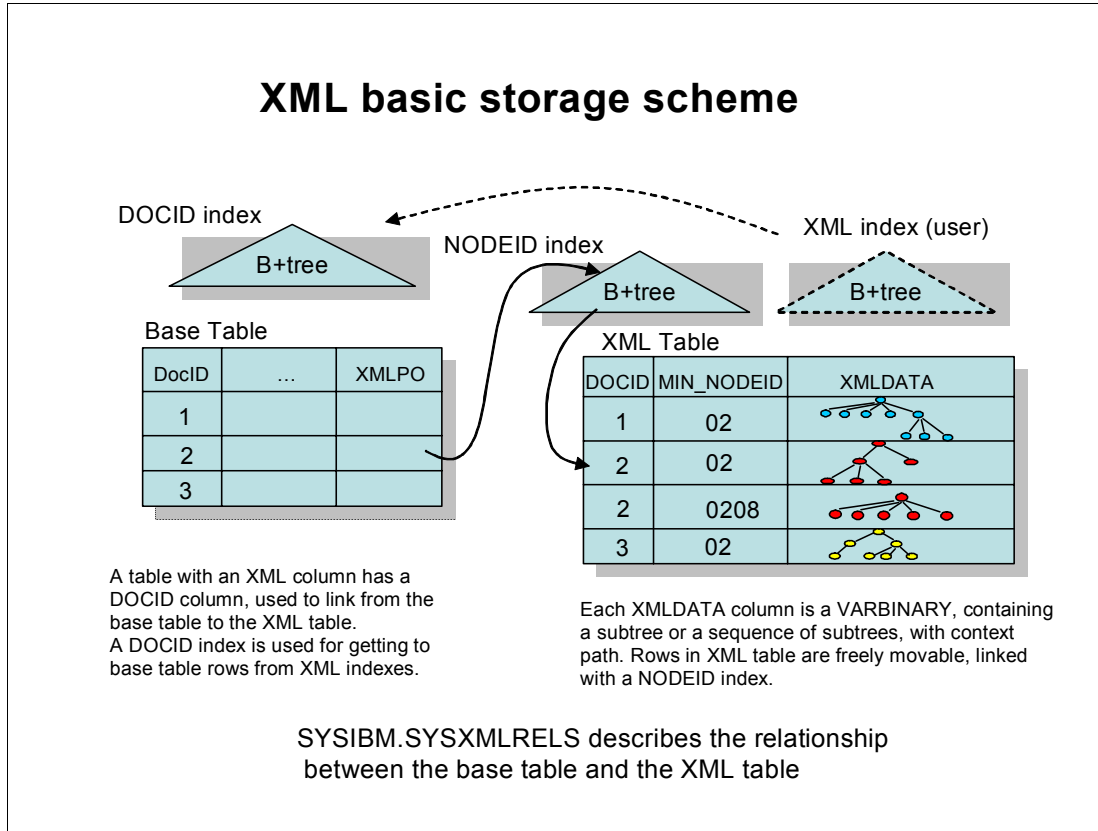 XML basic storage scheme
DOCID index
B+tree
NODEID index
B+tree
XML index (user)
B+tree
Base Table
DocID … XMLPO
1
2
3
XML Table
DOCID MIN_NODEID XMLDATA
1 02
2 02
2 0208
3 02
A table with an XML column has a
DOCID column, used to link from the
base table to the XML table.
A DOCID index is used for getting to
base table rows from XML indexes.
Each XMLDATA column is a VARBINARY, containing
a subtree or a sequence of subtrees, with context
path. Rows in XML table are freely movable, linked
with a NODEID index.
SYSIBM.SYSXMLRELS describes the relationship
between the base table and the XML table